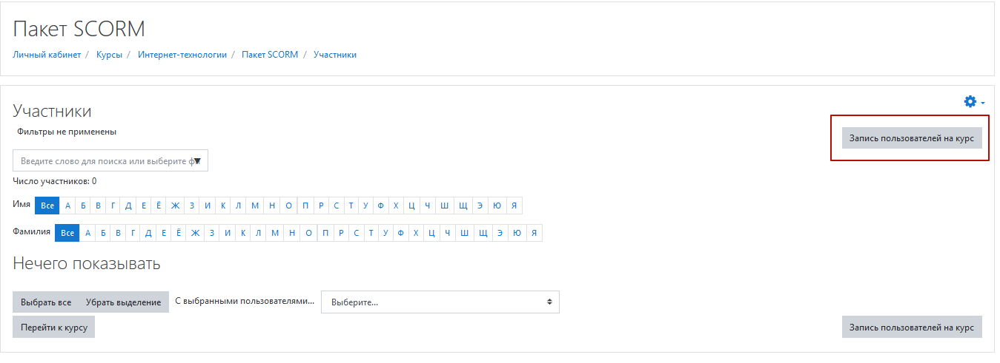 Пакет SCORM
Личный кабинет / Курсы / Интернет-технологии / Пакет SCORM / Участники
Участники
Фильтры не применены
Запись пользователей на курс
Введите слово для поиска или выберите фи
Число участников: 0
Имя Все А Б В Г Д Е Ё Ж З И К Л М Н О П Р С Т У Ф Х Ц Ч Ш Щ Э Ю Я
Фамилия Все А Б В Г Д Е Ё Ж З И К Л М Н О П Р С Т У Ф Х Ц Ч Ш Щ Э Ю Я
Нечего показывать
Выбрать все Убрать выделение С выбранными пользователями... Выберите...
Перейти к курсу Запись пользователей на курс